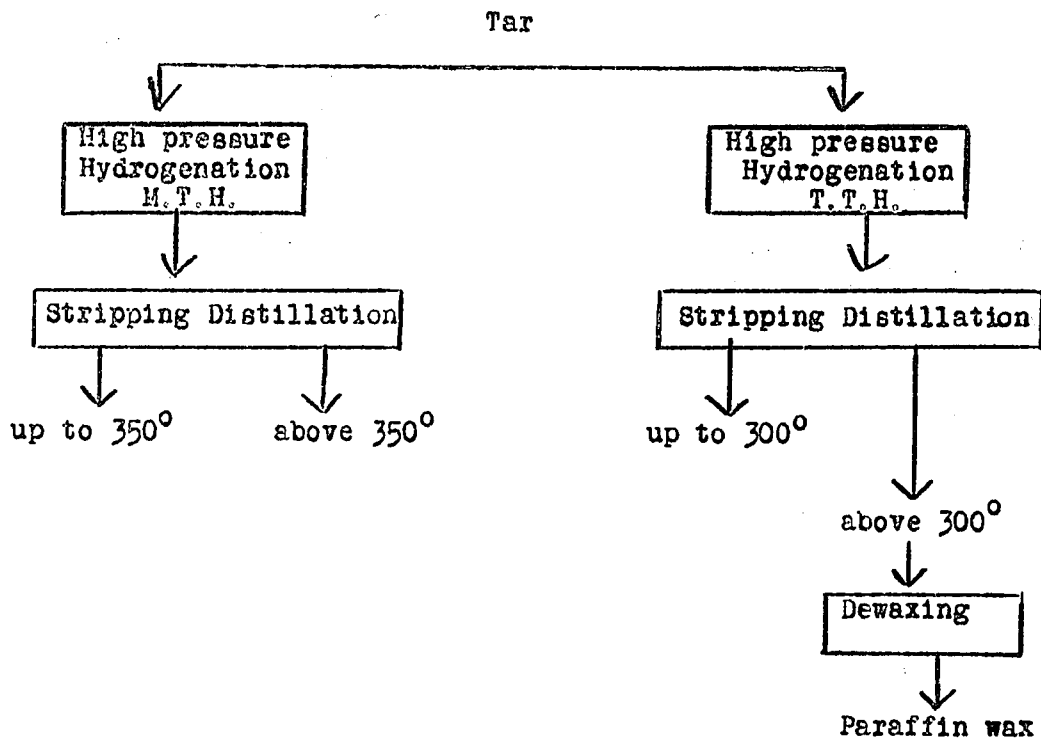 Tar
High pressure
Hydrogenation
M.T.H.
High pressure
Hydrogenation
T.T.H.
Stripping Distillation
Stripping Distillation
up to 350°
above 350°
up to 300°
above 300°
Dewaxing
Paraffin wax